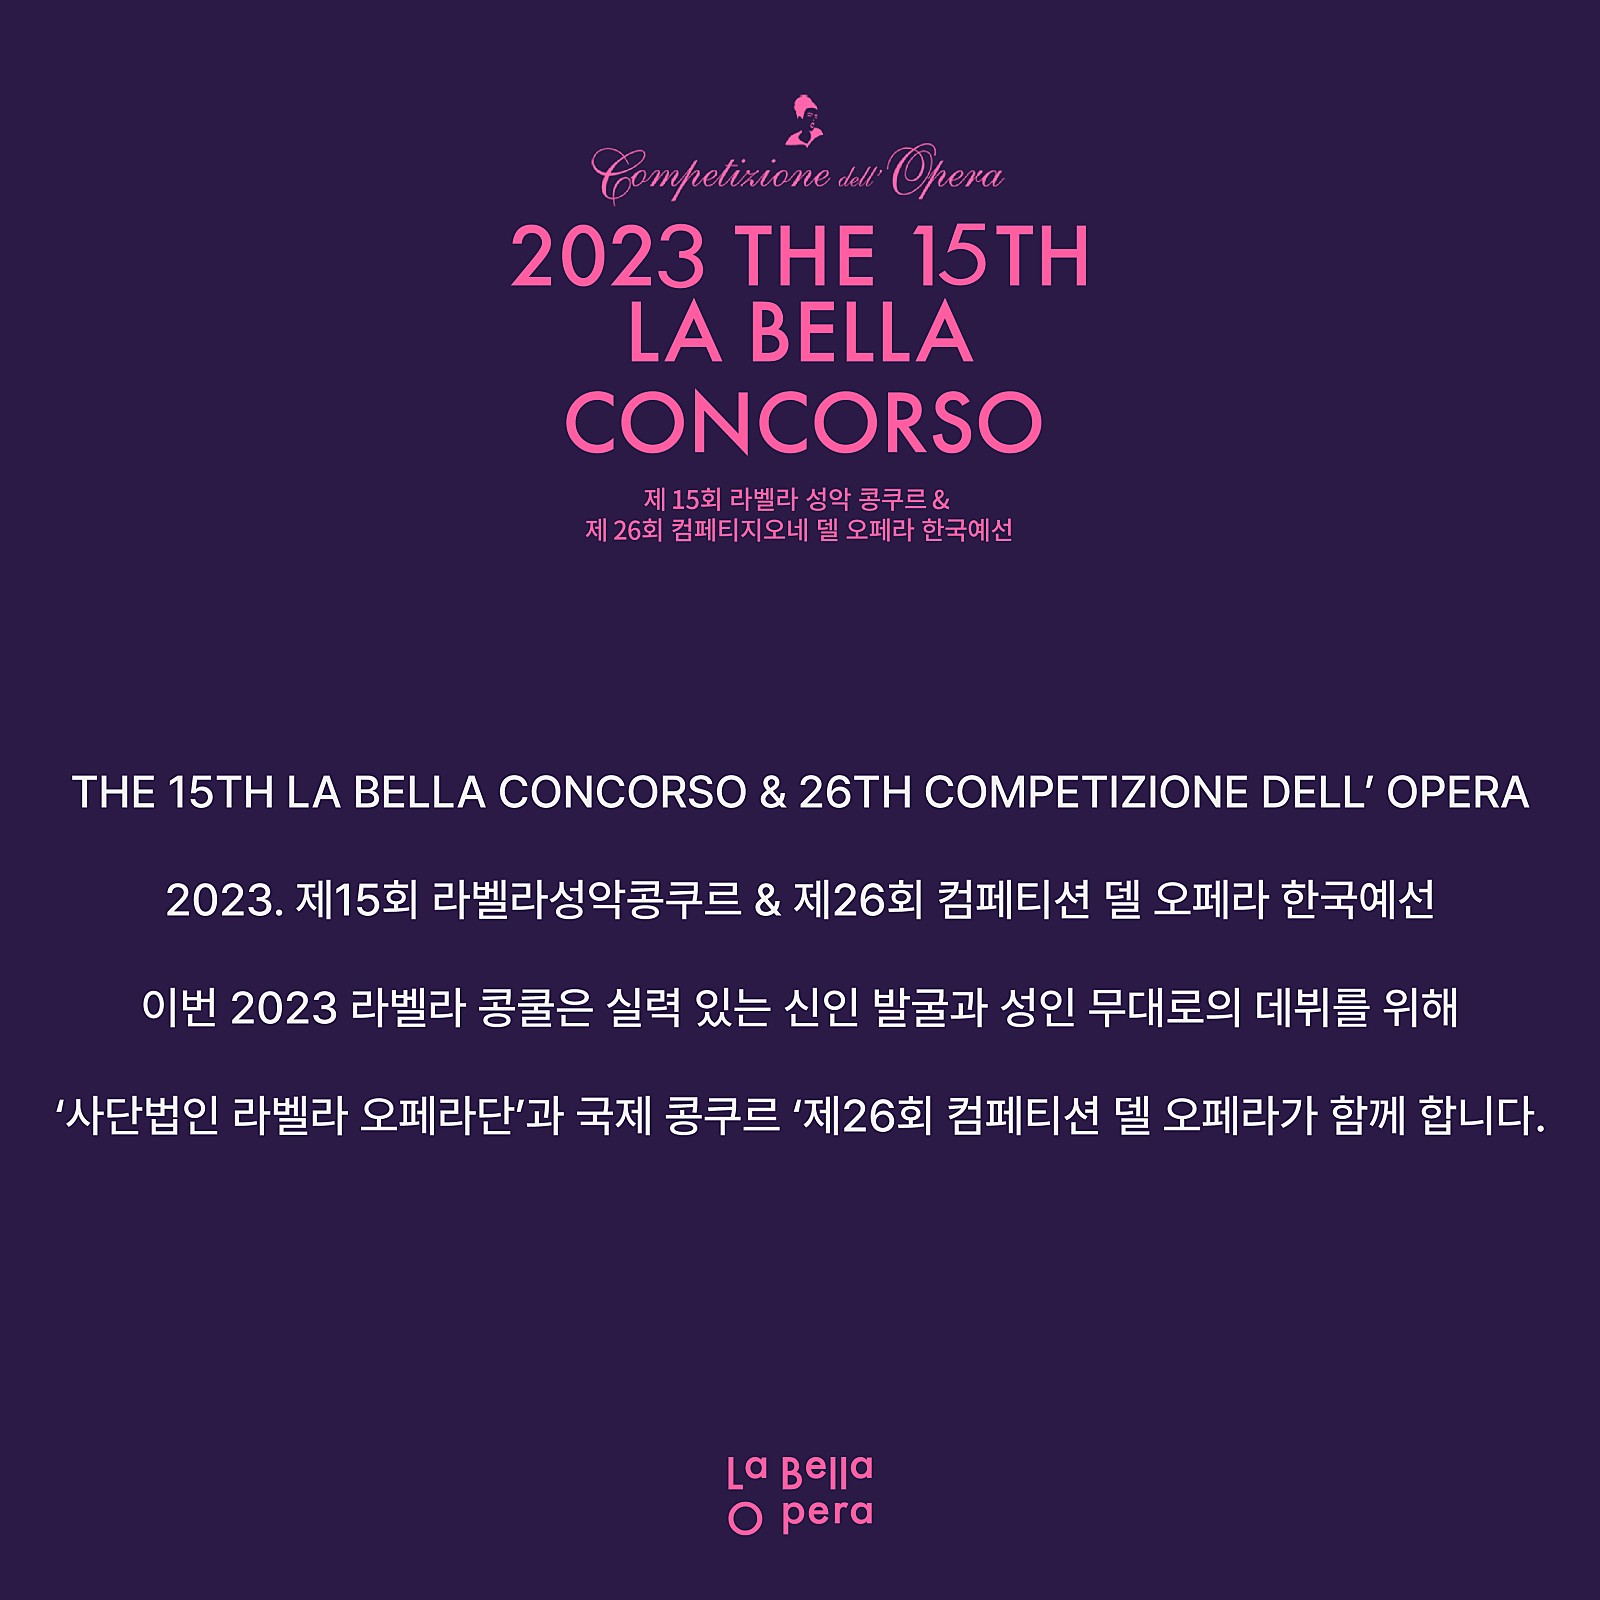 Competizione dell' Opera
2023 THE 15TH
LA BELLA
CONCORSO
제 15회 라벨라 성악 콩쿠르 &
제 26회 컴페티지오네 델 오페라 한국예선
THE 15TH LA BELLA CONCORSO & 26TH COMPETIZIONE DELL’ OPERA
2023. 제15회 라벨라성악콩쿠르 & 제26회 컴페티션 델 오페라 한국예선
이번 2023 라벨라 콩쿨은 실력 있는 신인 발굴과 성인 무대로의 데뷔를 위해
‘사단법인 라벨라 오페라단’과 국제 콩쿠르 ‘제26회 컴페티션 델 오페라가 함께 합니다.
La Bella
Opera